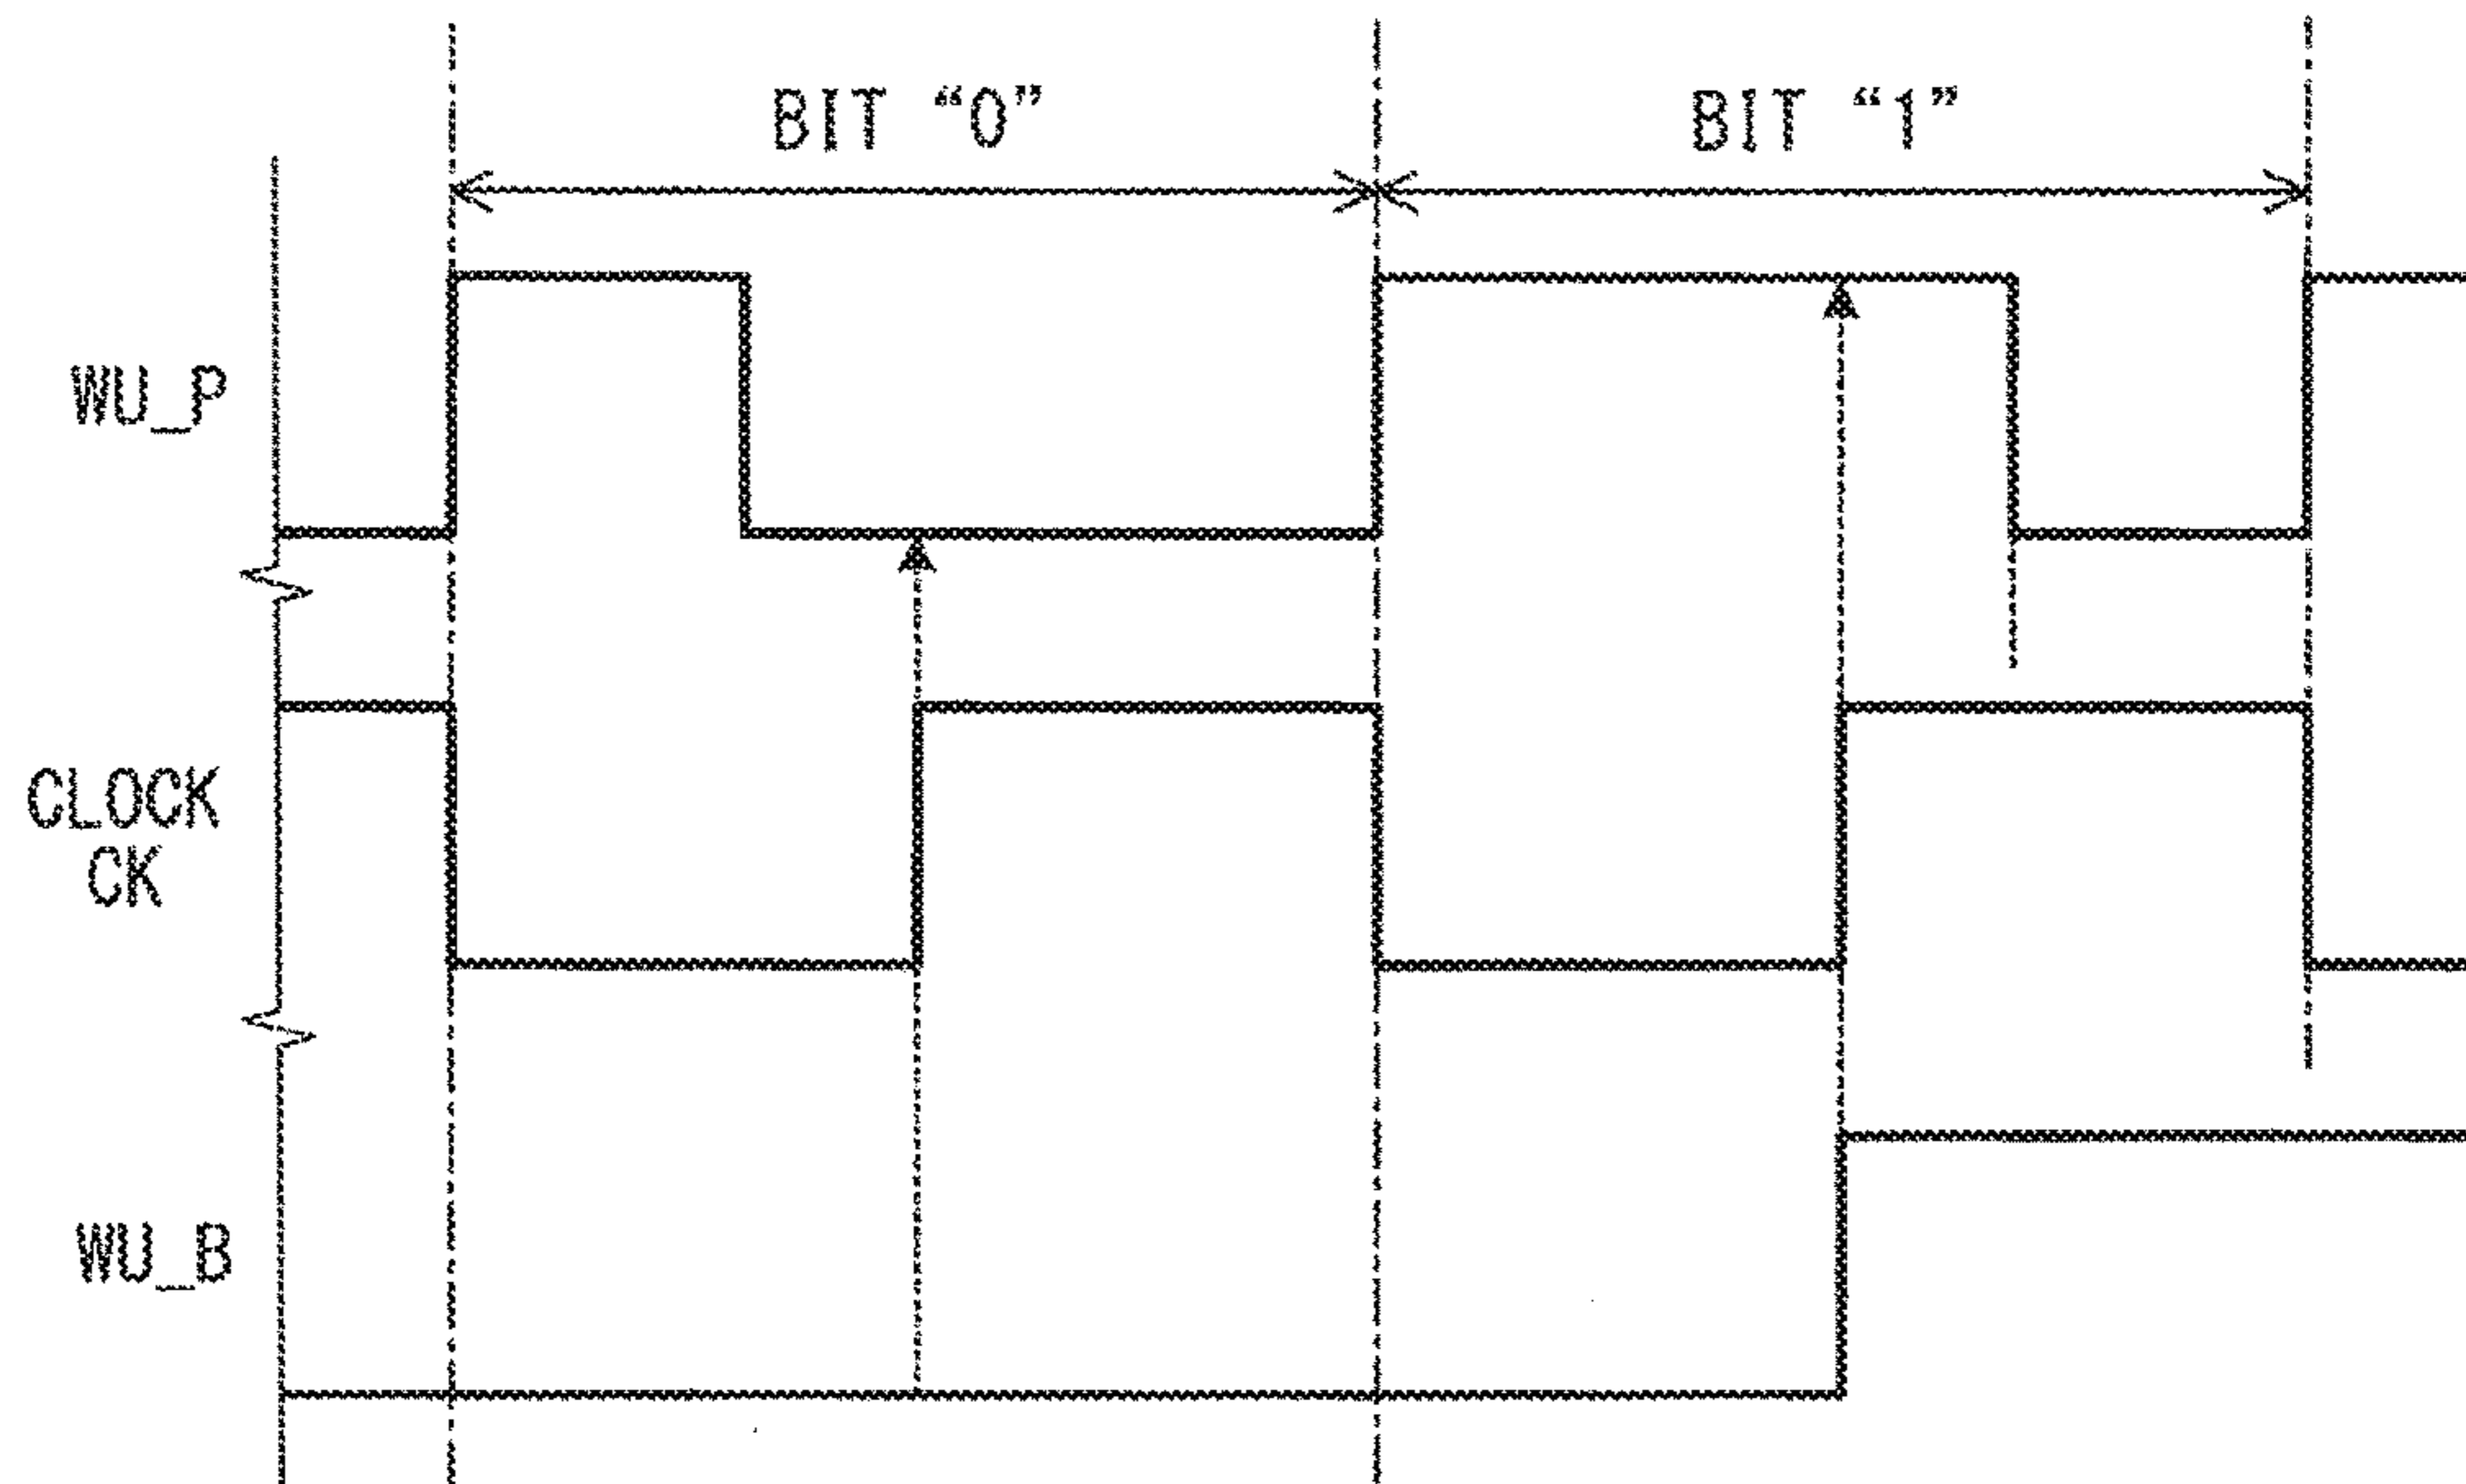 BIT “0”
BIT “1”
WU_P
CLOCK
CK
WU_B